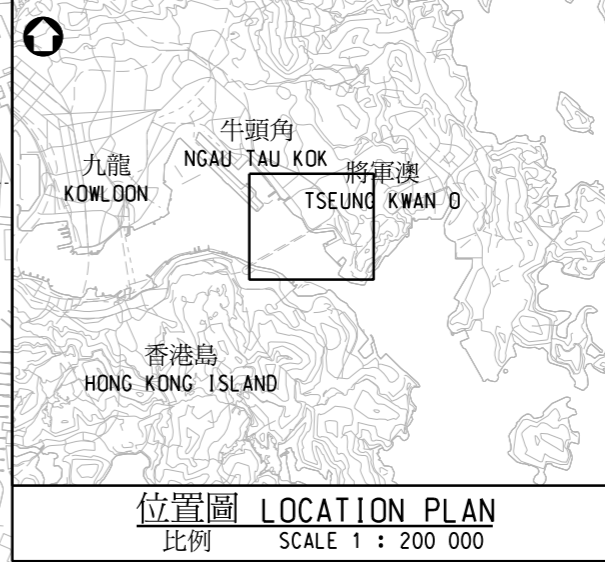 牛頭角
NGAU TAU KOK
將軍澳
TSEUNG KWAN O
九龍
KOWLOON
香港島
HONG KONG ISLAND
位置圖 LOCATION PLAN
比例 SCALE 1 : 200 000